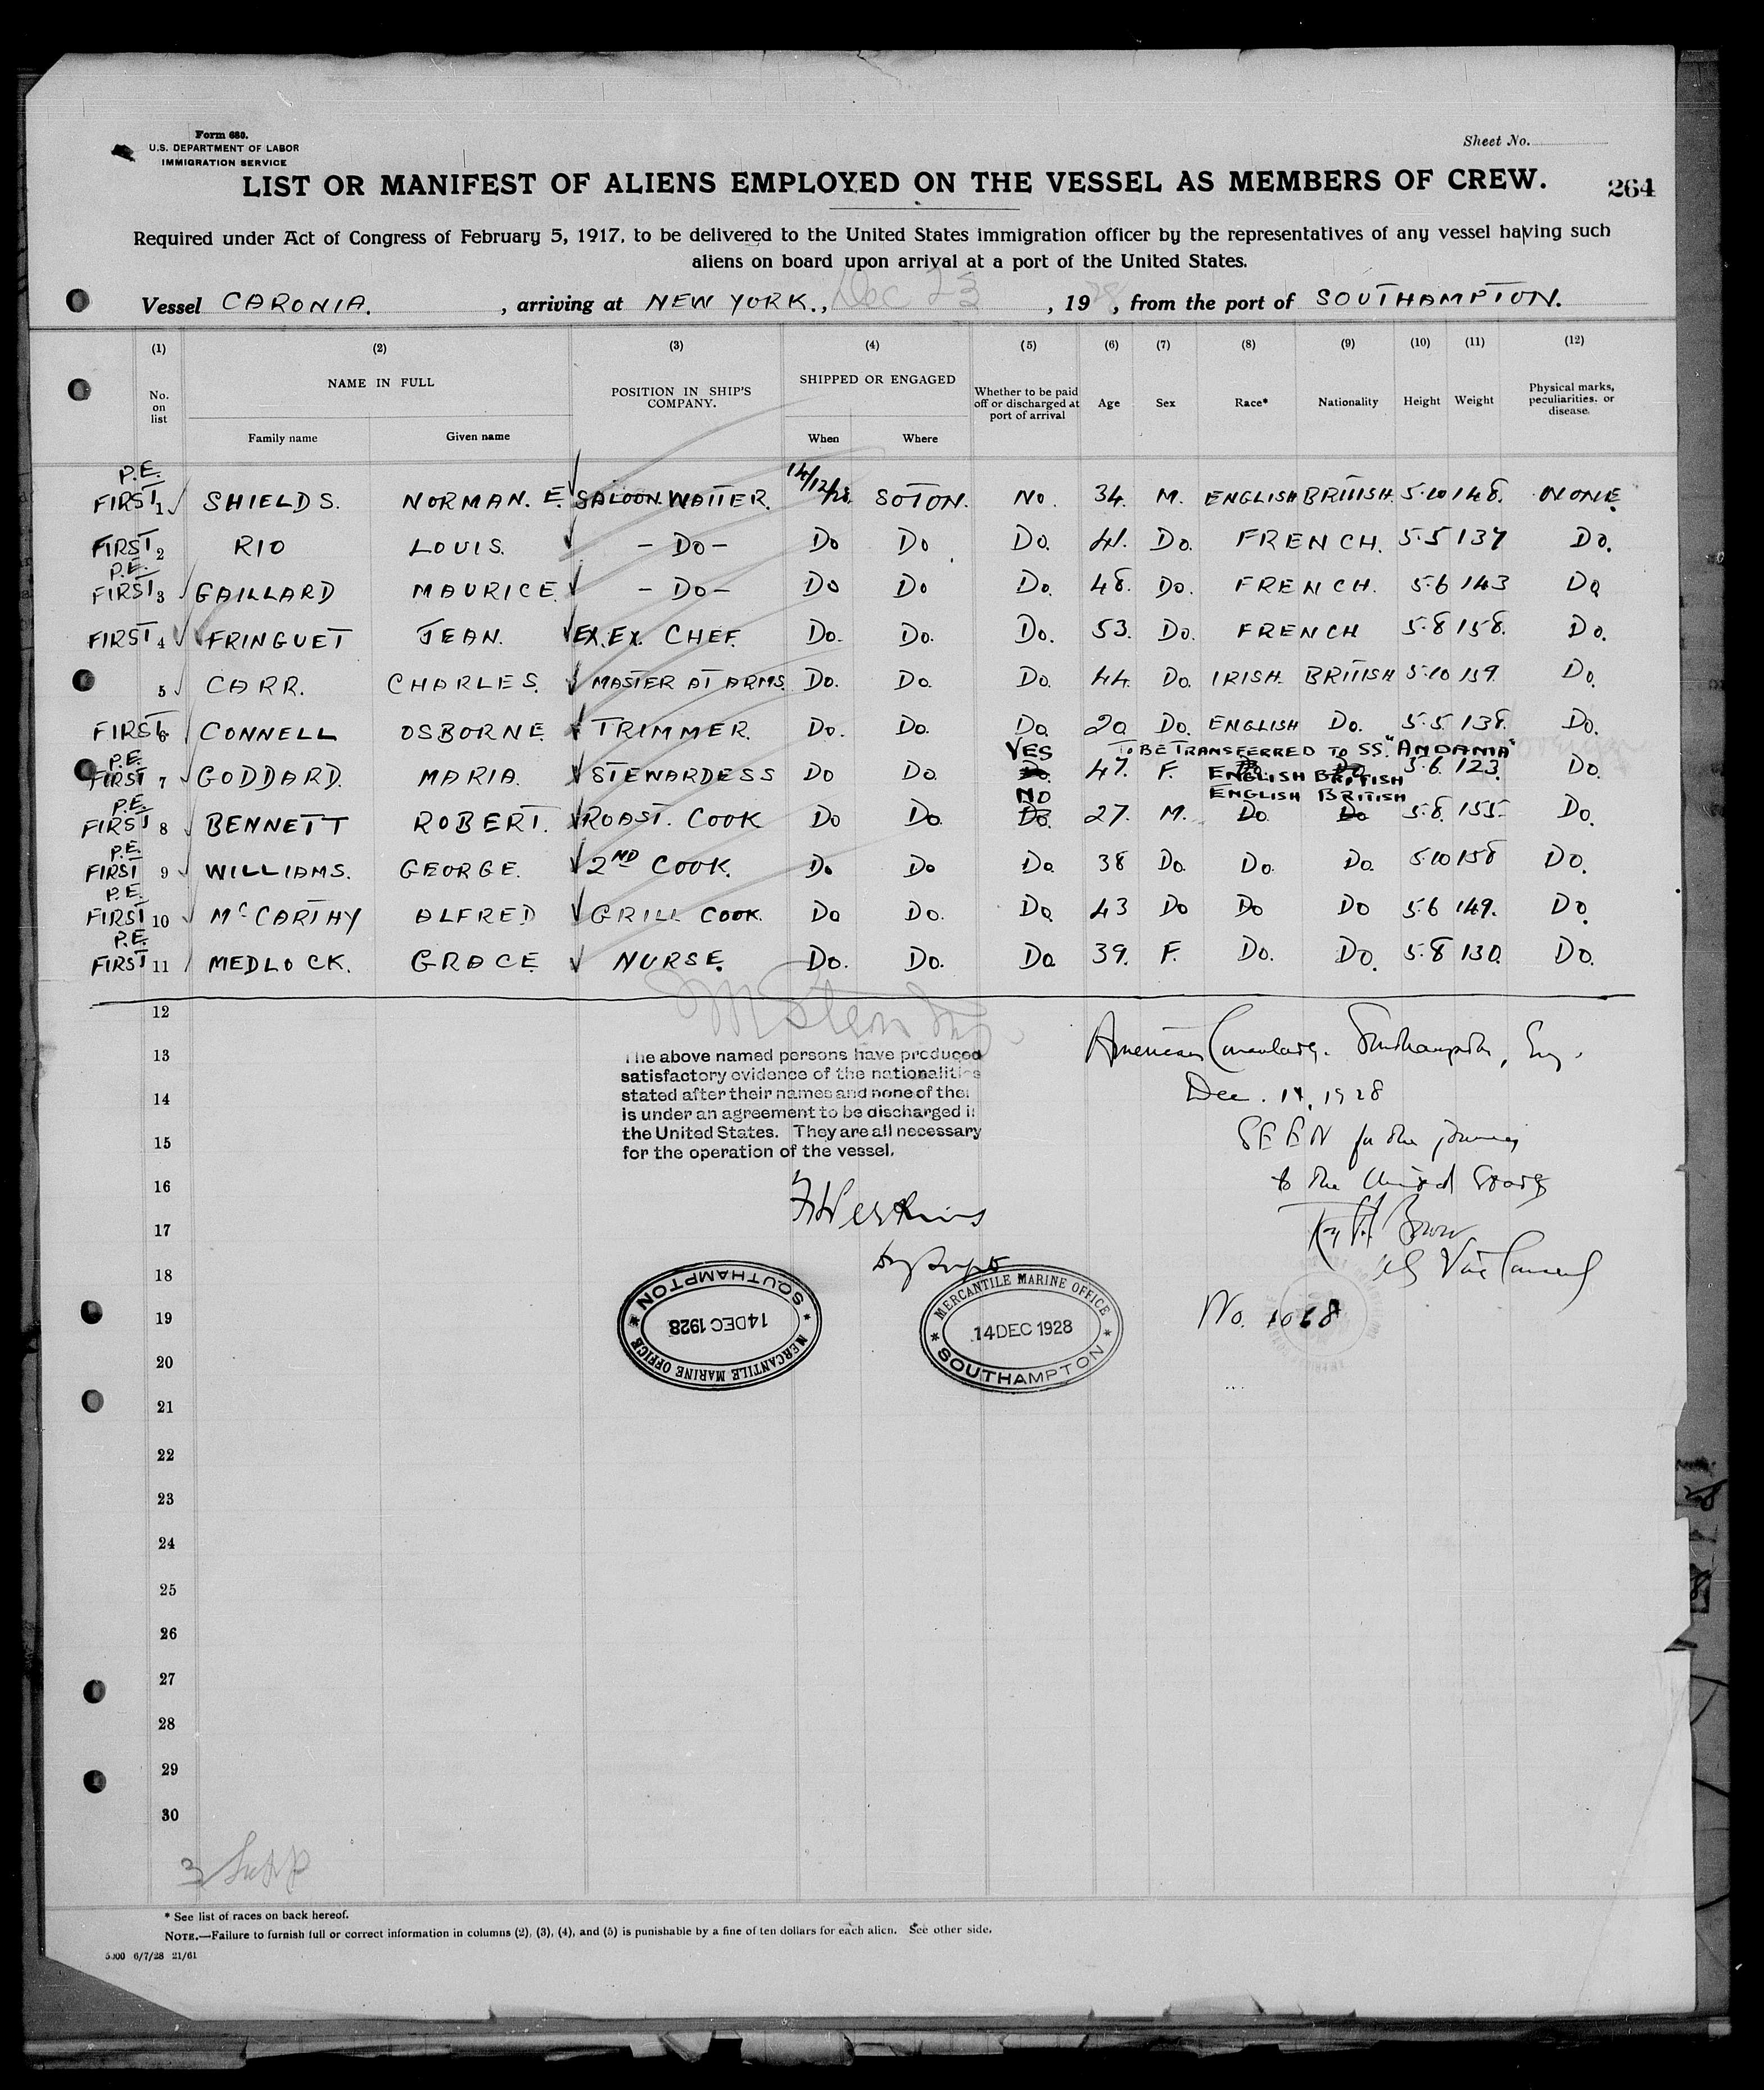 Form 680.
U.S. DEPARTMENT OF LABOR
IMMIGRATION SERVICE
Sheet No.
LIST OR MANIFEST OF ALIENS EMPLOYED ON THE VESSEL AS MEMBERS OF CREW.
264
Required under Act of Congress of February 5, 1917, to be delivered to the United States immigration officer by the representatives of any vessel having such
aliens on board upon arrival at a port of the United States.
Vessel CARONIA. , arriving at NEW YORK., Dec 23 , 1928, from the port of SOUTHAMPTON.
(1) (2) (3) (4) (5) (6) (7) (8) (9) (10) (11) (12)
No. on list NAME IN FULL Family name Given name POSITION IN SHIP'S COMPANY. SHIPPED OR ENGAGED When Where Whether to be paid off or discharged at port of arrival Age Sex Race* Nationality Height Weight Physical marks, peculiarities. or disease.
P.E.
FIRST 1 SHIELDS. NORMAN. E. SALOON WAITER. 14/12/28. SOTON. NO. 34. M. ENGLISH BRITISH. 5.10 148. NONE.
FIRST 2 RIO LOUIS. - DO - DO DO DO. 41. DO. FRENCH. 5.5 137 DO.
P.E.
FIRST 3 GAILLARD MAURICE. - DO - DO DO DO. 48. DO. FRENCH. 5.6 143 DO
FIRST 4 FRINGUET JEAN. EX. EX. CHEF. DO. DO. DO. 53. DO. FRENCH 5.8 158. DO.
5 CARR. CHARLES. MASTER AT ARMS. DO. DO. DO. 44. DO. IRISH. BRITISH 5.10 159. DO.
FIRST 6 CONNELL OSBORNE. TRIMMER. DO. DO. DO. 20 DO. ENGLISH DO. 5.5 138. DO.
YES TO BE TRANSFERRED TO SS. "ANDANIA"
P.E.
FIRST 7 GODDARD. MARIA. STEWARDESS DO DO. DO. 47. F. ENGLISH BRITISH 5.6. 123. DO.
NO ENGLISH BRITISH
P.E.
FIRST 8 BENNETT ROBERT. ROAST. COOK DO DO. DO. 27. M. DO. DO 5.8. 155. DO.
P.E.
FIRST 9 WILLIAMS. GEORGE. 2ND COOK. DO DO DO. 38 DO. DO. DO. 5.10 158 DO.
P.E.
FIRST 10 McCARTHY ALFRED GRILL COOK. DO DO. DO. 43 DO DO DO 5.6 149. DO.
P.E.
FIRST 11 MEDLOCK. GRACE NURSE. DO. DO. DO 39. F. DO. DO. 5.8 130. DO.
12
13
14
15
16
17
18
19
20
21
22
23
24
25
26
27
28
29
30
The above named persons have produced
satisfactory evidence of the nationalities
stated after their names and none of the
is under an agreement to be discharged i
the United States. They are all necessary
for the operation of the vessel.
MERCANTILE MARINE OFFICE
14 DEC 1928
SOUTHAMPTON
MERCANTILE MARINE OFFICE
14 DEC 1928
SOUTHAMPTON
American Consulate. Southampton, Eng.
Dec. 14, 1928
SEEN for the journey
to the United States
US Vice Consul
No. 1068
3
* See list of races on back hereof.
NOTE.—Failure to furnish full or correct information in columns (2), (3), (4), and (5) is punishable by a fine of ten dollars for each alien. See other side.
5000 6/7/28 21/61